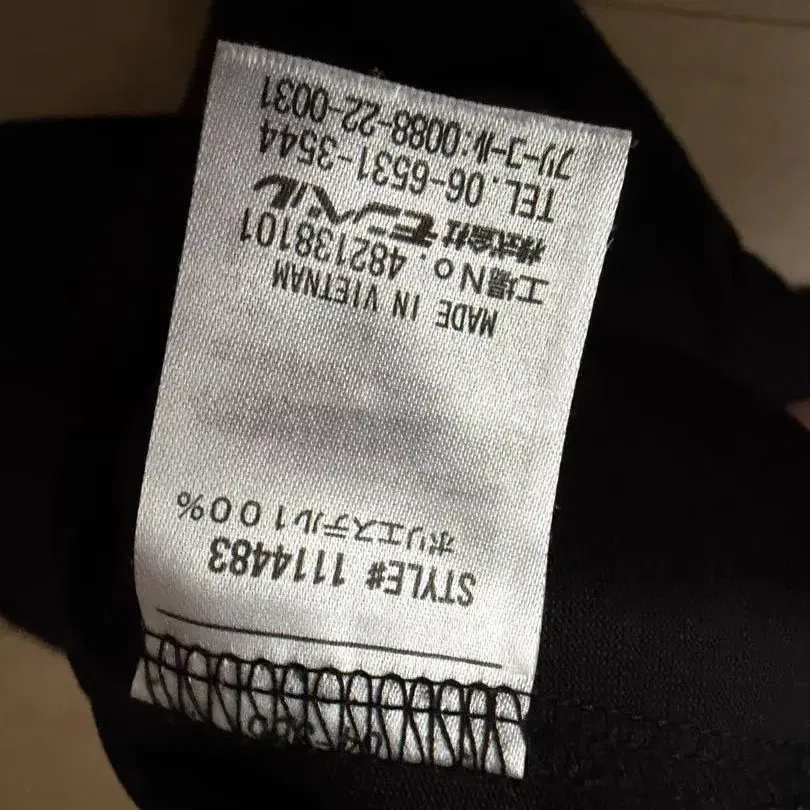 STYLE# 1114483
ポリエステル100%
MADE IN VIETNAM
工場No. 482138101
株式会社モンベル
TEL. 06-6531-3544
フリーコール:0088-22-0031